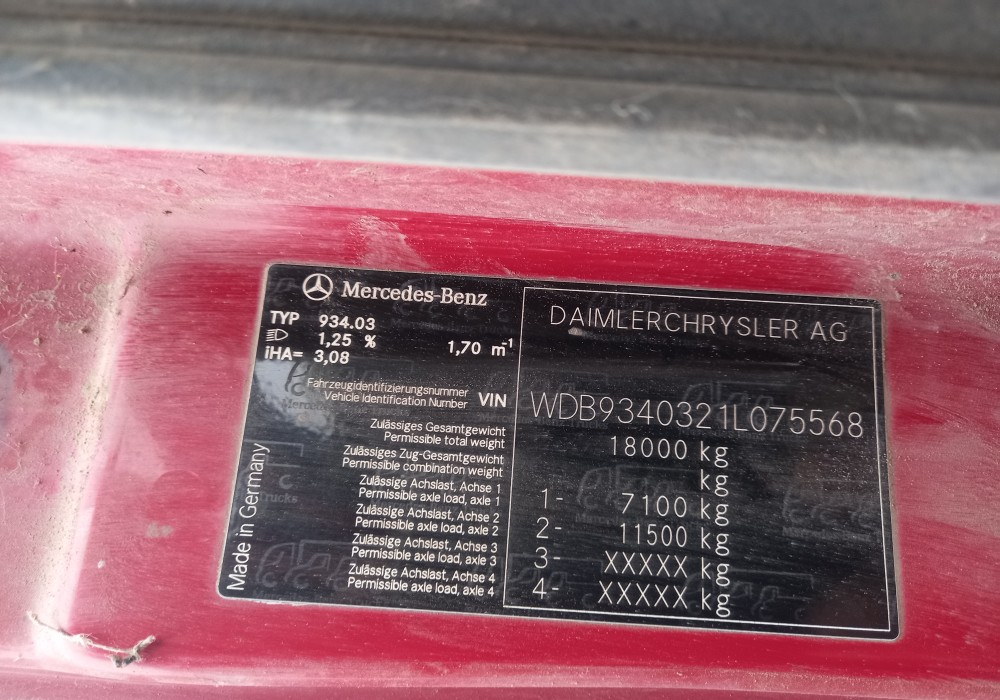 Mercedes-Benz
TYP 934.03
1,25 % 1,70 m⁻¹
iHA= 3,08
Fahrzeugidentifizierungsnummer
Vehicle Identification Number VIN
Zulässiges Gesamtgewicht
Permissible total weight
Zulässiges Zug-Gesamtgewicht
Permissible combination weight
Zulässige Achslast, Achse 1
Permissible axle load, axle 1
Zulässige Achslast, Achse 2
Permissible axle load, axle 2
Zulässige Achslast, Achse 3
Permissible axle load, axle 3
Zulässige Achslast, Achse 4
Permissible axle load, axle 4
Made in Germany
DAIMLERCHRYSLER AG
WDB9340321L075568
18000 kg
kg
1- 7100 kg
2- 11500 kg
3- XXXXX kg
4- XXXXX kg